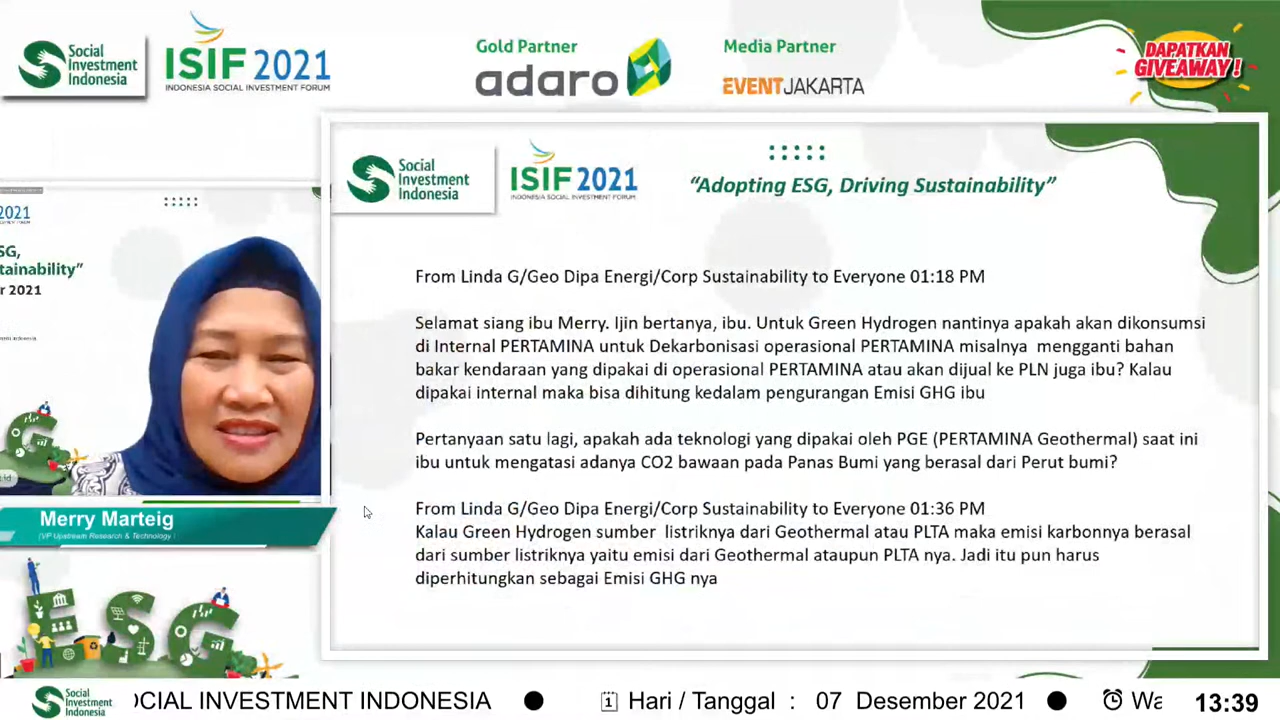 Social
Investment
Indonesia
ISIF 2021
INDONESIA SOCIAL INVESTMENT FORUM
Gold Partner
adaro
Media Partner
EVENTJAKARTA
DAPATKAN
GIVEAWAY !
Social
Investment
Indonesia
ISIF 2021
INDONESIA SOCIAL INVESTMENT FORUM
“Adopting ESG, Driving Sustainability”
2021
SG,
tainability”
r 2021
From Linda G/Geo Dipa Energi/Corp Sustainability to Everyone 01:18 PM
Selamat siang ibu Merry. Ijin bertanya, ibu. Untuk Green Hydrogen nantinya apakah akan dikonsumsi
di Internal PERTAMINA untuk Dekarbonisasi operasional PERTAMINA misalnya mengganti bahan
bakar kendaraan yang dipakai di operasional PERTAMINA atau akan dijual ke PLN juga ibu? Kalau
dipakai internal maka bisa dihitung kedalam pengurangan Emisi GHG ibu
Pertanyaan satu lagi, apakah ada teknologi yang dipakai oleh PGE (PERTAMINA Geothermal) saat ini
ibu untuk mengatasi adanya CO2 bawaan pada Panas Bumi yang berasal dari Perut bumi?
From Linda G/Geo Dipa Energi/Corp Sustainability to Everyone 01:36 PM
Kalau Green Hydrogen sumber listriknya dari Geothermal atau PLTA maka emisi karbonnya berasal
dari sumber listriknya yaitu emisi dari Geothermal ataupun PLTA nya. Jadi itu pun harus
diperhitungkan sebagai Emisi GHG nya
Merry Marteig
(VP Upstream Research & Technology )
ESG
Social
Investment
Indonesia
OCIAL INVESTMENT INDONESIA ● Hari / Tanggal : 07 Desember 2021 ● Wa
13:39